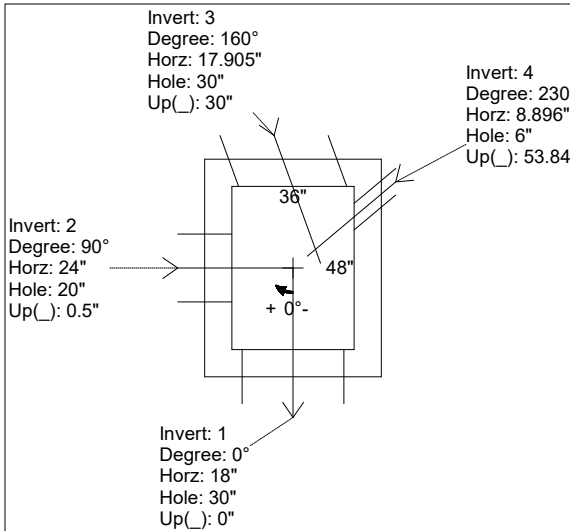 Invert: 3
Degree: 160°
Horz: 17.905"
Hole: 30"
Up(_): 30"
Invert: 4
Degree: 230
Horz: 8.896"
Hole: 6"
Up(_): 53.84
36"
Invert: 2
Degree: 90°
Horz: 24"
Hole: 20"
Up(_): 0.5"
48"
+ 0°-
Invert: 1
Degree: 0°
Horz: 18"
Hole: 30"
Up(_): 0"